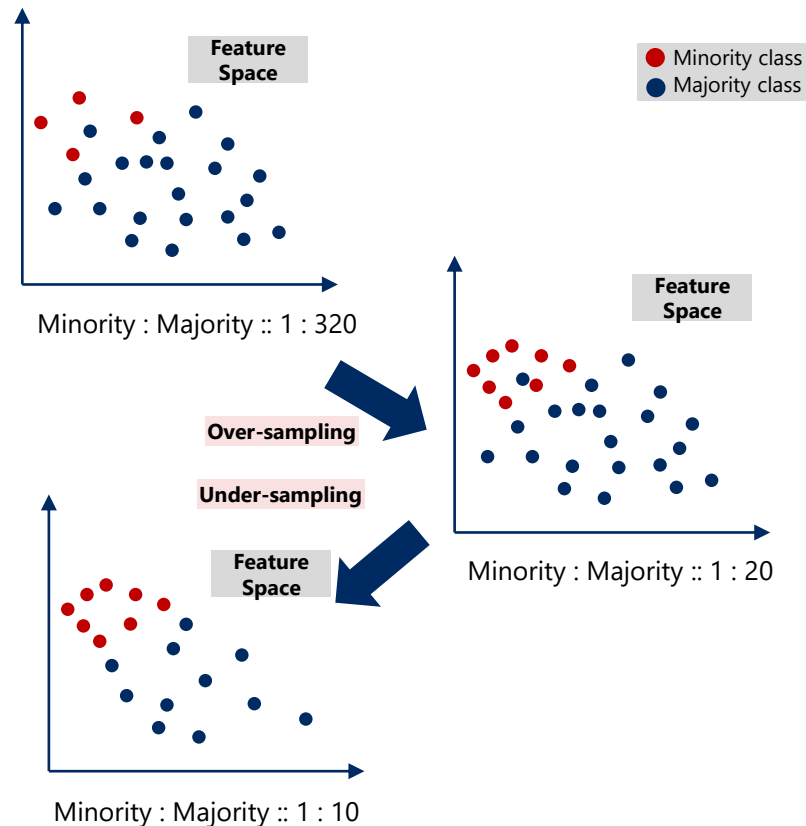 Feature
Space
Minority class
Majority class
Minority : Majority :: 1 : 320
Feature
Space
Over-sampling
Under-sampling
Minority : Majority :: 1 : 20
Feature
Space
Minority : Majority :: 1 : 10